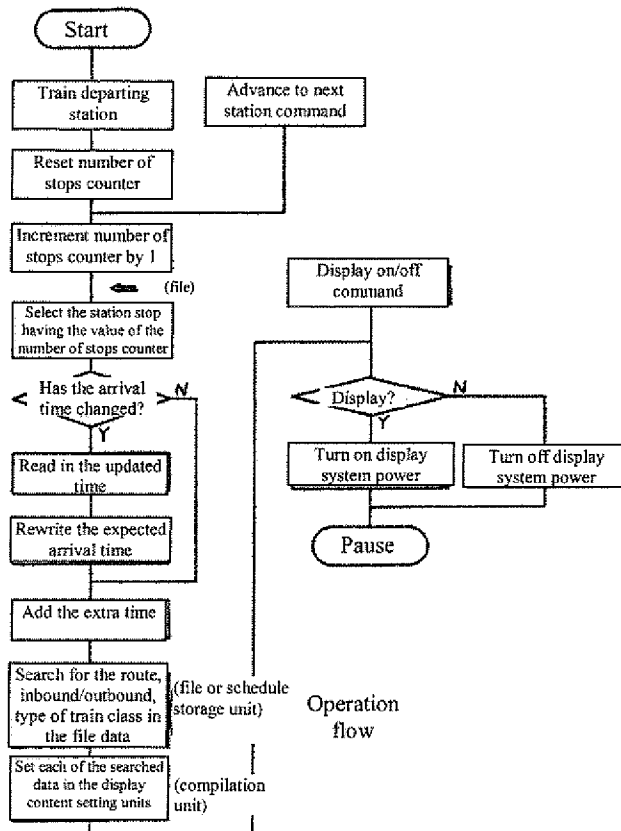 Start
Train departing
station
Advance to next
station command
Reset number of
stops counter
Increment number of
stops counter by 1
(file)
Select the station stop
having the value of the
number of stops counter
Has the arrival
time changed?
N
Y
Read in the updated
time
Rewrite the expected
arrival time
Add the extra time
Search for the route,
inbound/outbound,
type of train class in
the file data
(file or schedule
storage unit)
Set each of the searched
data in the display
content setting units
(compilation
unit)
Display on/off
command
Display?
N
Y
Turn on display
system power
Turn off display
system power
Pause
Operation
flow